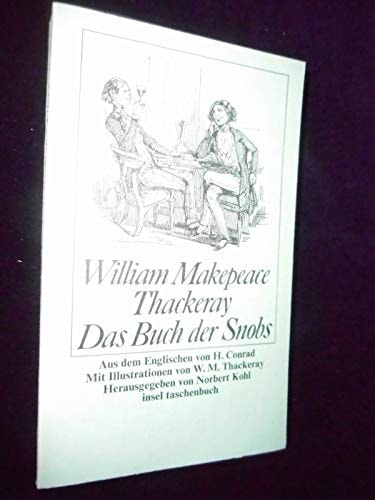 William Makepeace
Thackeray
Das Buch der Snobs
Aus dem Englischen von H. Conrad
Mit Illustrationen von W. M. Thackeray
Herausgegeben von Norbert Kohl
insel taschenbuch